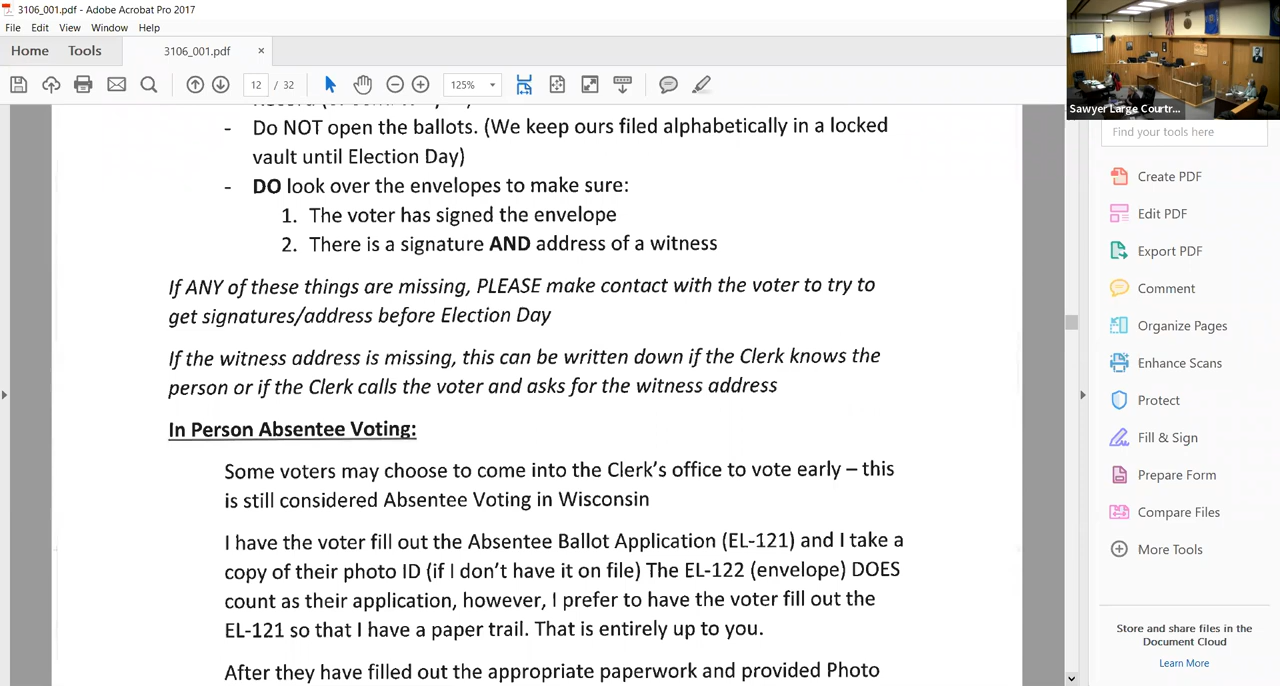 3106_001.pdf - Adobe Acrobat Pro 2017
File Edit View Window Help
Home Tools 3106_001.pdf ×
12 / 32 125%
- Do NOT open the ballots. (We keep ours filed alphabetically in a locked
vault until Election Day)
- DO look over the envelopes to make sure:
1. The voter has signed the envelope
2. There is a signature AND address of a witness
If ANY of these things are missing, PLEASE make contact with the voter to try to
get signatures/address before Election Day
If the witness address is missing, this can be written down if the Clerk knows the
person or if the Clerk calls the voter and asks for the witness address
In Person Absentee Voting:
Some voters may choose to come into the Clerk's office to vote early – this
is still considered Absentee Voting in Wisconsin
I have the voter fill out the Absentee Ballot Application (EL-121) and I take a
copy of their photo ID (if I don't have it on file) The EL-122 (envelope) DOES
count as their application, however, I prefer to have the voter fill out the
EL-121 so that I have a paper trail. That is entirely up to you.
After they have filled out the appropriate paperwork and provided Photo
Sawyer Large Courtr...
Find your tools here
Create PDF
Edit PDF
Export PDF
Comment
Organize Pages
Enhance Scans
Protect
Fill & Sign
Prepare Form
Compare Files
More Tools
Store and share files in the
Document Cloud
Learn More